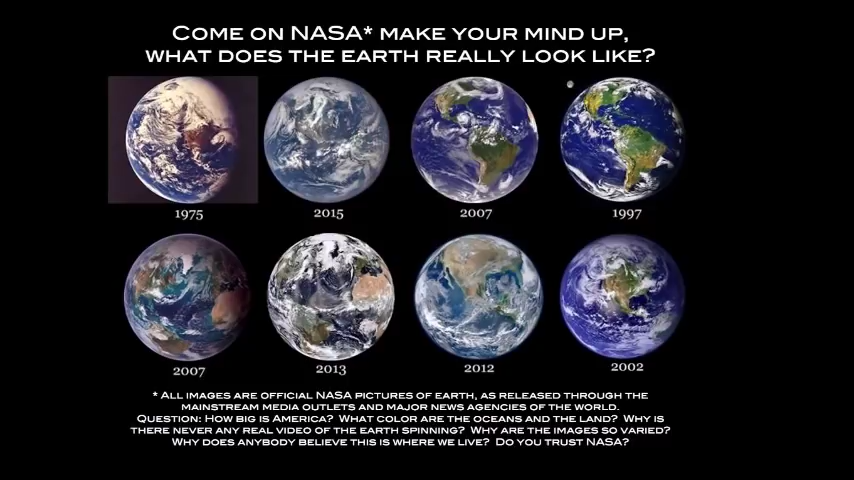 COME ON NASA* MAKE YOUR MIND UP,
WHAT DOES THE EARTH REALLY LOOK LIKE?
1975
2015
2007
1997
2007
2013
2012
2002
* ALL IMAGES ARE OFFICIAL NASA PICTURES OF EARTH, AS RELEASED THROUGH THE
MAINSTREAM MEDIA OUTLETS AND MAJOR NEWS AGENCIES OF THE WORLD.
QUESTION: HOW BIG IS AMERICA? WHAT COLOR ARE THE OCEANS AND THE LAND? WHY IS
THERE NEVER ANY REAL VIDEO OF THE EARTH SPINNING? WHY ARE THE IMAGES SO VARIED?
WHY DOES ANYBODY BELIEVE THIS IS WHERE WE LIVE? DO YOU TRUST NASA?